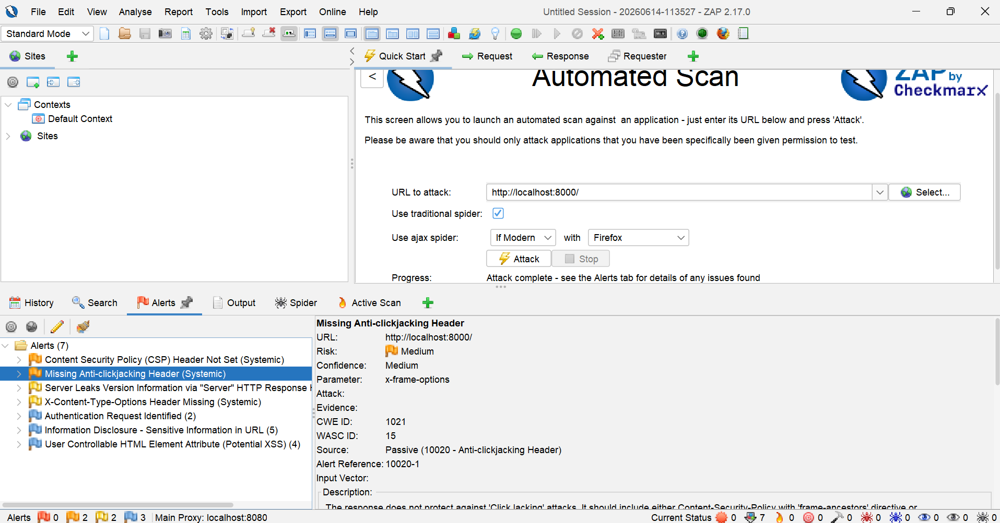 File Edit View Analyse Report Tools Import Export Online Help
Untitled Session - 20260614-113527 - ZAP 2.17.0
Standard Mode
Sites
Quick Start
Request
Response
Requester
Contexts
Default Context
Sites
<
Automated Scan
ZAP by
Checkmarx
This screen allows you to launch an automated scan against an application - just enter its URL below and press 'Attack'.
Please be aware that you should only attack applications that you have been specifically been given permission to test.
URL to attack: http://localhost:8000/ Select...
Use traditional spider:
Use ajax spider: If Modern with Firefox
Attack Stop
Progress: Attack complete - see the Alerts tab for details of any issues found
History Search Alerts Output Spider Active Scan
Alerts (7)
Content Security Policy (CSP) Header Not Set (Systemic)
Missing Anti-clickjacking Header (Systemic)
Server Leaks Version Information via "Server" HTTP Response
X-Content-Type-Options Header Missing (Systemic)
Authentication Request Identified (2)
Information Disclosure - Sensitive Information in URL (5)
User Controllable HTML Element Attribute (Potential XSS) (4)
Missing Anti-clickjacking Header
URL: http://localhost:8000/
Risk: Medium
Confidence: Medium
Parameter: x-frame-options
Attack:
Evidence:
CWE ID: 1021
WASC ID: 15
Source: Passive (10020 - Anti-clickjacking Header)
Alert Reference: 10020-1
Input Vector:
Description:
The response does not protect against 'ClickJacking' attacks. It should include either Content-Security-Policy with 'frame-ancestors' directive or
Alerts 0 2 2 3 Main Proxy: localhost:8080
Current Status 0 7 0 0 0 0 0 0 0 0